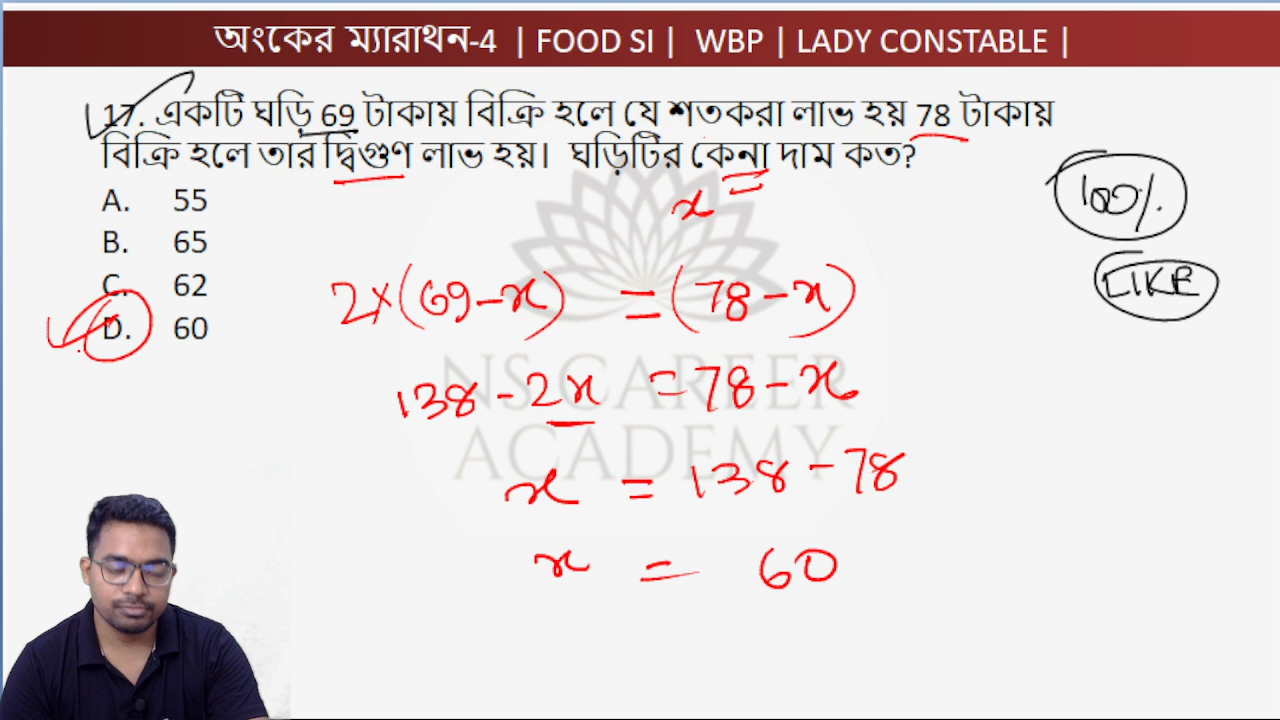 অংকের ম্যারাথন-4 | FOOD SI | WBP | LADY CONSTABLE |
17. একটি ঘড়ি 69 টাকায় বিক্রি হলে যে শতকরা লাভ হয় 78 টাকায়
বিক্রি হলে তার দ্বিগুণ লাভ হয়। ঘড়িটির কেনা দাম কত?
A. 55
B. 65
C. 62
D. 60
x
100%
LIKE
2×(69-x) = (78-x)
138-2x = 78-x
x = 138-78
x = 60
NS CAREER
ACADEMY